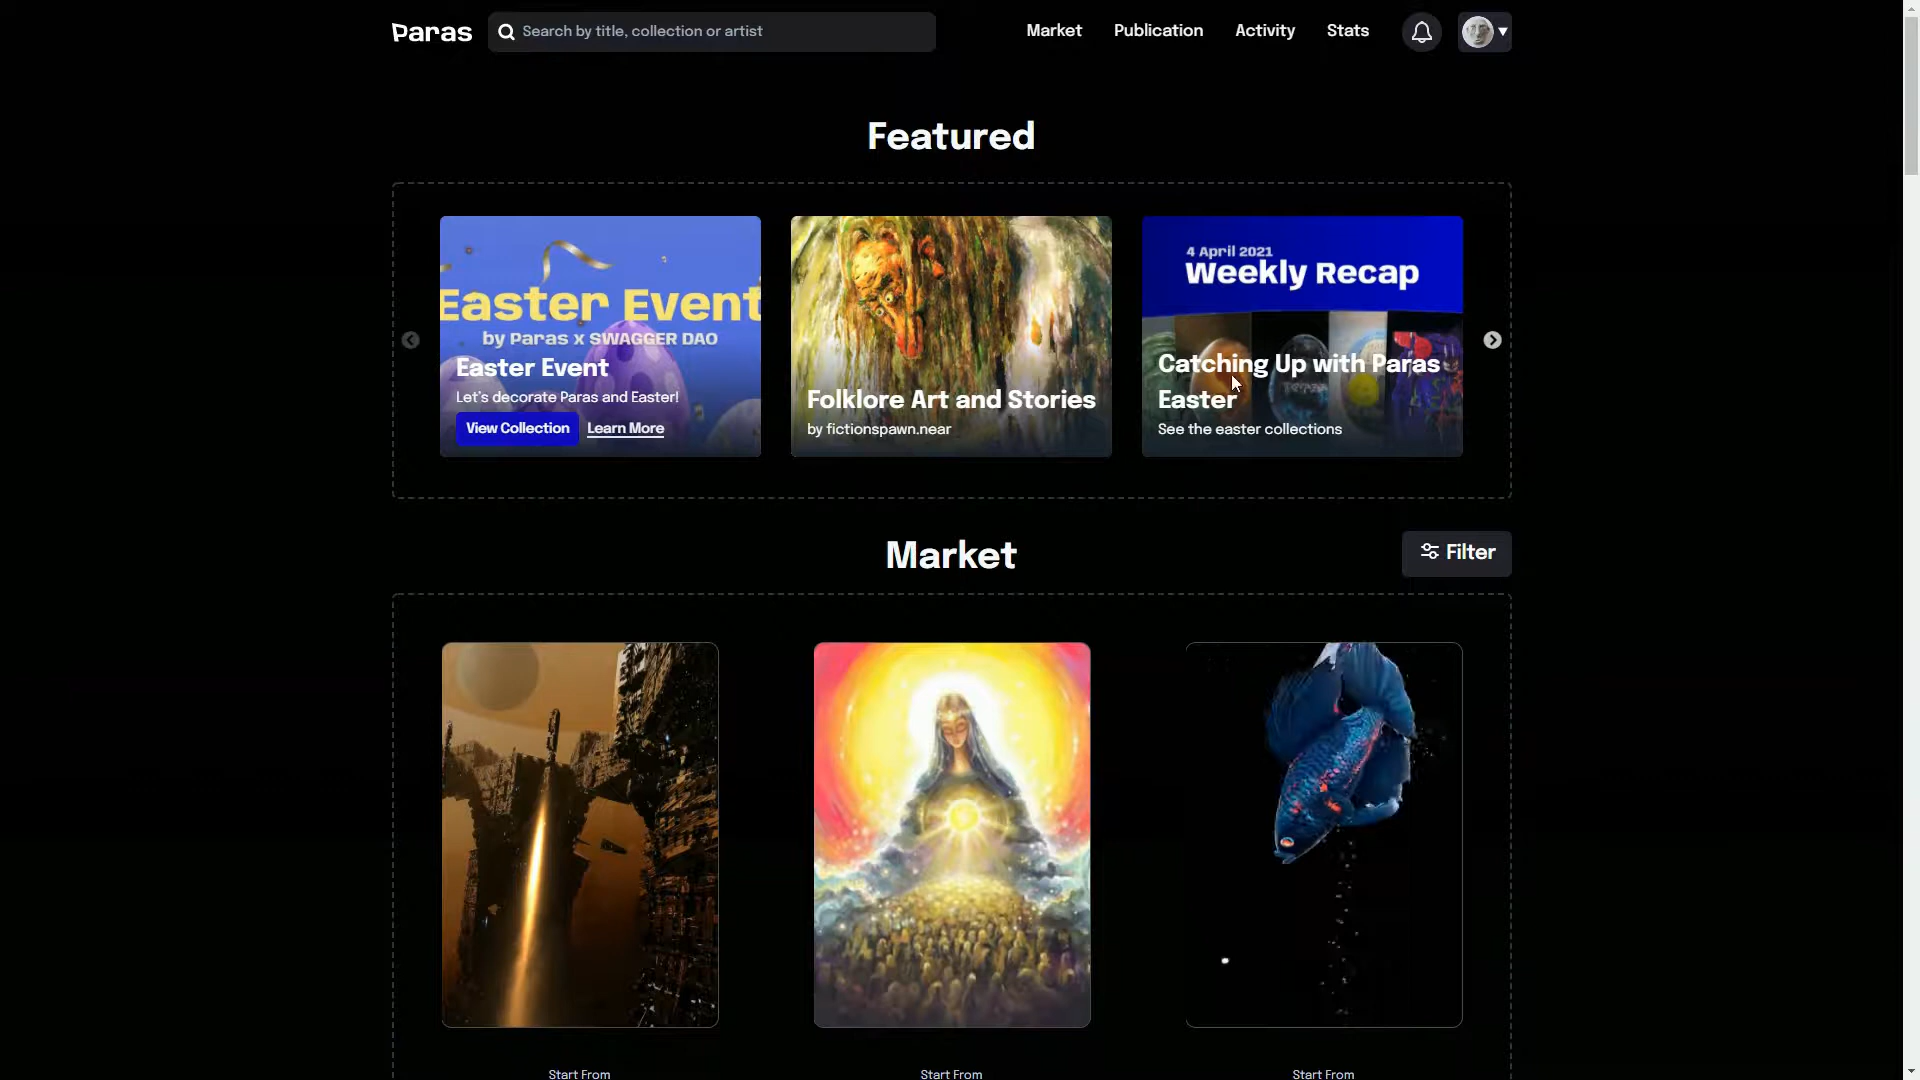 Paras
Search by title, collection or artist
Market
Publication
Activity
Stats
Featured
Easter Event
by Paras x SWAGGER DAO
Easter Event
Let's decorate Paras and Easter!
View Collection
Learn More
Folklore Art and Stories
by fictionspawn.near
4 April 2021
Weekly Recap
Catching Up with Paras
Easter
See the easter collections
Market
Filter
Start From
Start From
Start From